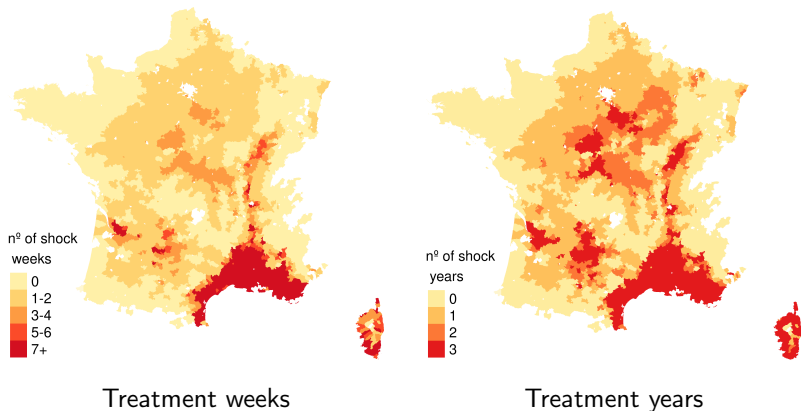 nº of shock
weeks
0
1-2
3-4
5-6
7+
Treatment weeks
nº of shock
years
0
1
2
3
Treatment years